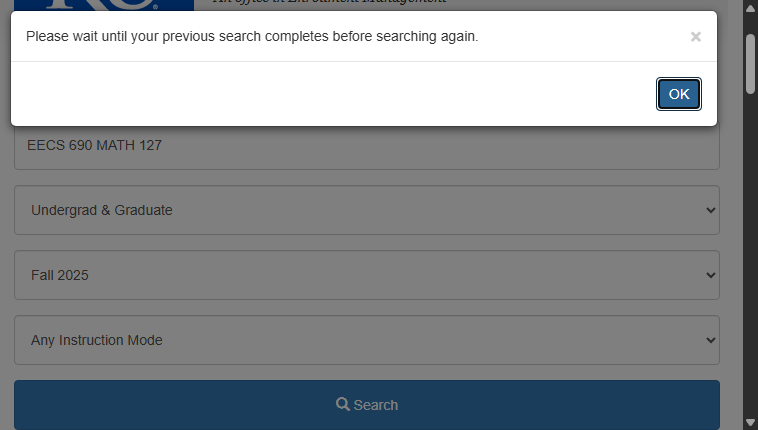 An office in Enrollment Management
Please wait until your previous search completes before searching again.
×
OK
EECS 690 MATH 127
Undergrad & Graduate
Fall 2025
Any Instruction Mode
Search